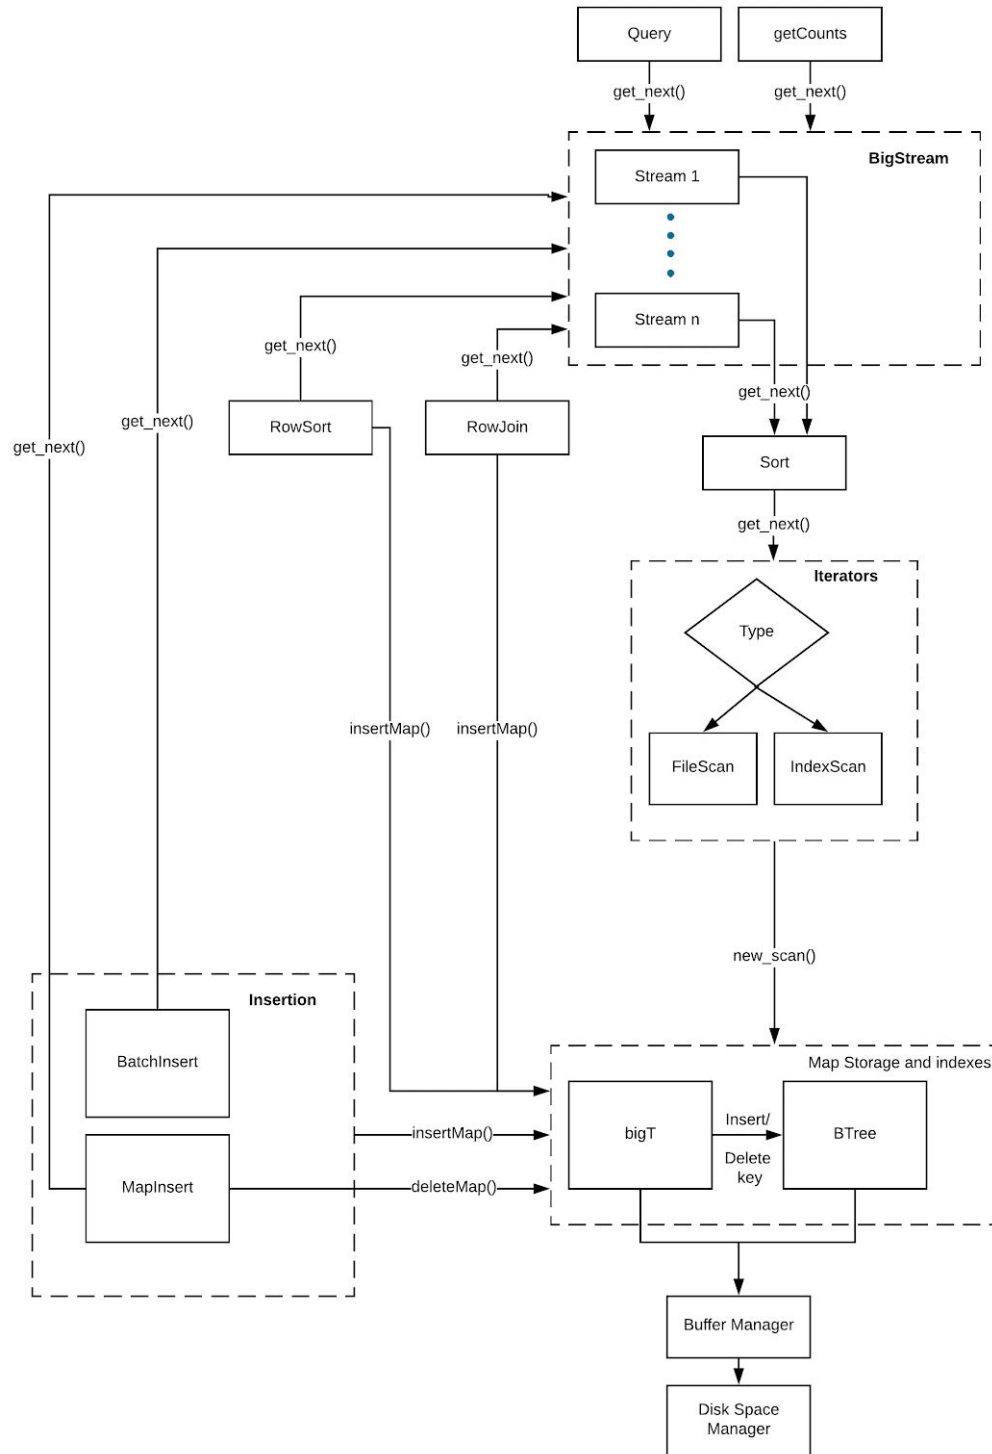 Query
getCounts
get_next()
get_next()
BigStream
Stream 1
Stream n
get_next()
get_next()
get_next()
get_next()
get_next()
RowSort
RowJoin
Sort
get_next()
Iterators
Type
insertMap()
insertMap()
FileScan
IndexScan
new_scan()
Insertion
BatchInsert
MapInsert
Map Storage and indexes
bigT
Insert/
Delete
key
BTree
insertMap()
deleteMap()
Buffer Manager
Disk Space
Manager